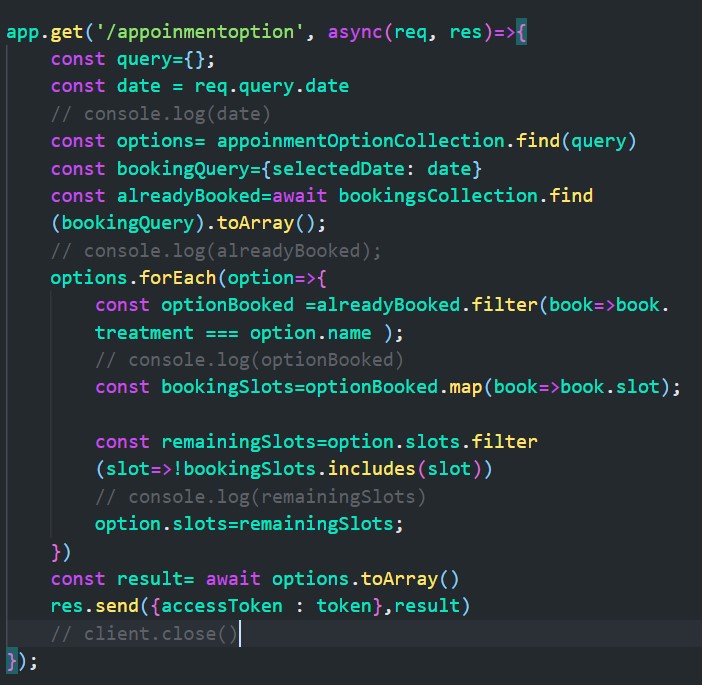 app.get('/appoinmentoption', async(req, res)=>{
const query={};
const date = req.query.date
// console.log(date)
const options= appoinmentOptionCollection.find(query)
const bookingQuery={selectedDate: date}
const alreadyBooked=await bookingsCollection.find
(bookingQuery).toArray();
// console.log(alreadyBooked);
options.forEach(option=>{
const optionBooked =alreadyBooked.filter(book=>book.
treatment === option.name );
// console.log(optionBooked)
const bookingSlots=optionBooked.map(book=>book.slot);
const remainingSlots=option.slots.filter
(slot=>!bookingSlots.includes(slot))
// console.log(remainingSlots)
option.slots=remainingSlots;
})
const result= await options.toArray()
res.send({accessToken : token},result)
// client.close()
});